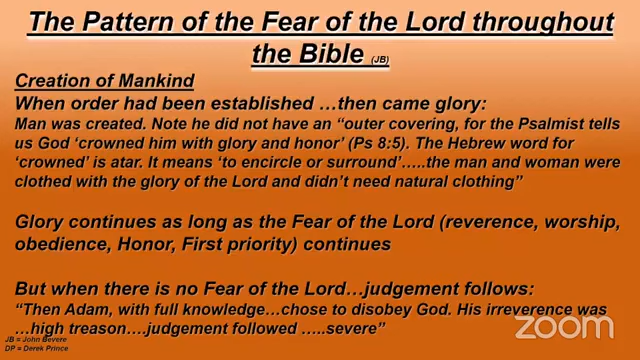 The Pattern of the Fear of the Lord throughout
the Bible (JB)
Creation of Mankind
When order had been established …then came glory:
Man was created. Note he did not have an “outer covering, for the Psalmist tells
us God ‘crowned him with glory and honor’ (Ps 8:5). The Hebrew word for
‘crowned” is atar. It means ‘to encircle or surround’…..the man and woman were
clothed with the glory of the Lord and didn’t need natural clothing”
Glory continues as long as the Fear of the Lord (reverence, worship,
obedience, Honor, First priority) continues
But when there is no Fear of the Lord…judgement follows:
“Then Adam, with full knowledge…chose to disobey God. His irreverence was
…high treason….judgement followed …..severe”
JB = John Bevere
DP = Derek Prince
zoom